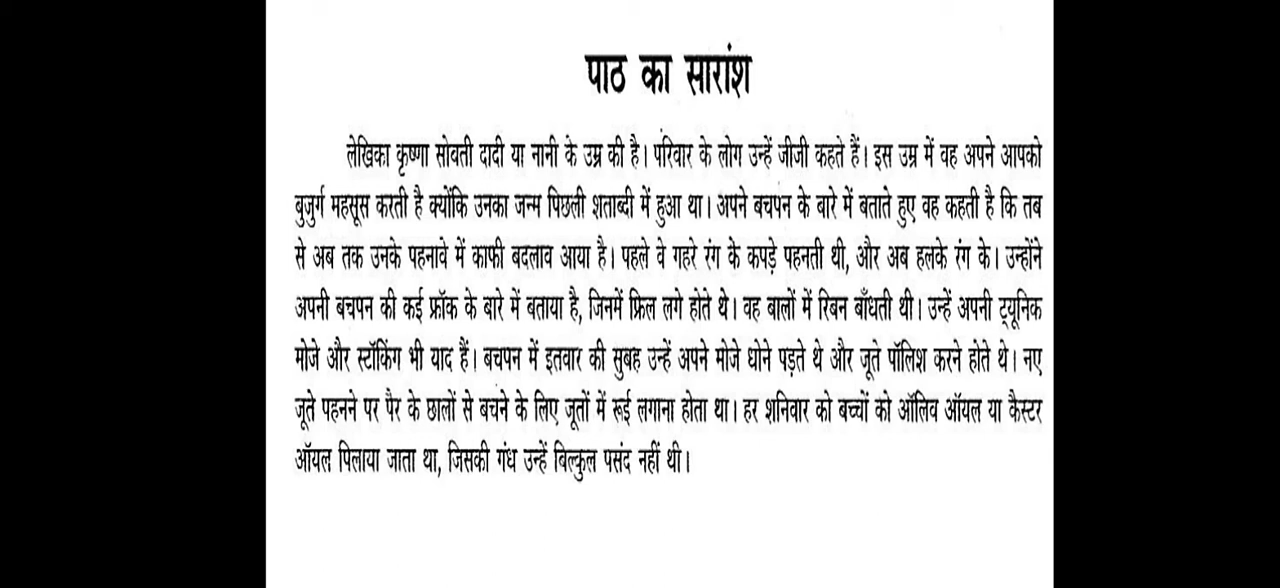 पाठ का सारांश
लेखिका कृष्णा सोवती दादी या नानी के उम्र की है। परिवार के लोग उन्हें जीजी कहते हैं। इस उम्र में वह अपने आपको
बुजुर्ग महसूस करती है क्योंकि उनका जन्म पिछली शताब्दी में हुआ था। अपने बचपन के बारे में बताते हुए वह कहती है कि तब
से अब तक उनके पहनावे में काफी बदलाव आया है। पहले वे गहरे रंग के कपड़े पहनती थी, और अब हलके रंग के। उन्होंने
अपनी बचपन की कई फ्रॉक के बारे में बताया है, जिनमें फ्रिल लगे होते थे। वह बालों में रिबन बाँधती थी। उन्हें अपनी ट्यूनिक
मोजे और स्टॉकिंग भी याद हैं। बचपन में इतवार की सुबह उन्हें अपने मोजे धोने पड़ते थे और जूते पॉलिश करने होते थे। नए
जूते पहनने पर पैर के छालों से बचने के लिए जूतों में रूई लगाना होता था। हर शनिवार को बच्चों को ऑलिव ऑयल या कैस्टर
ऑयल पिलाया जाता था, जिसकी गंध उन्हें बिल्कुल पसंद नहीं थी।